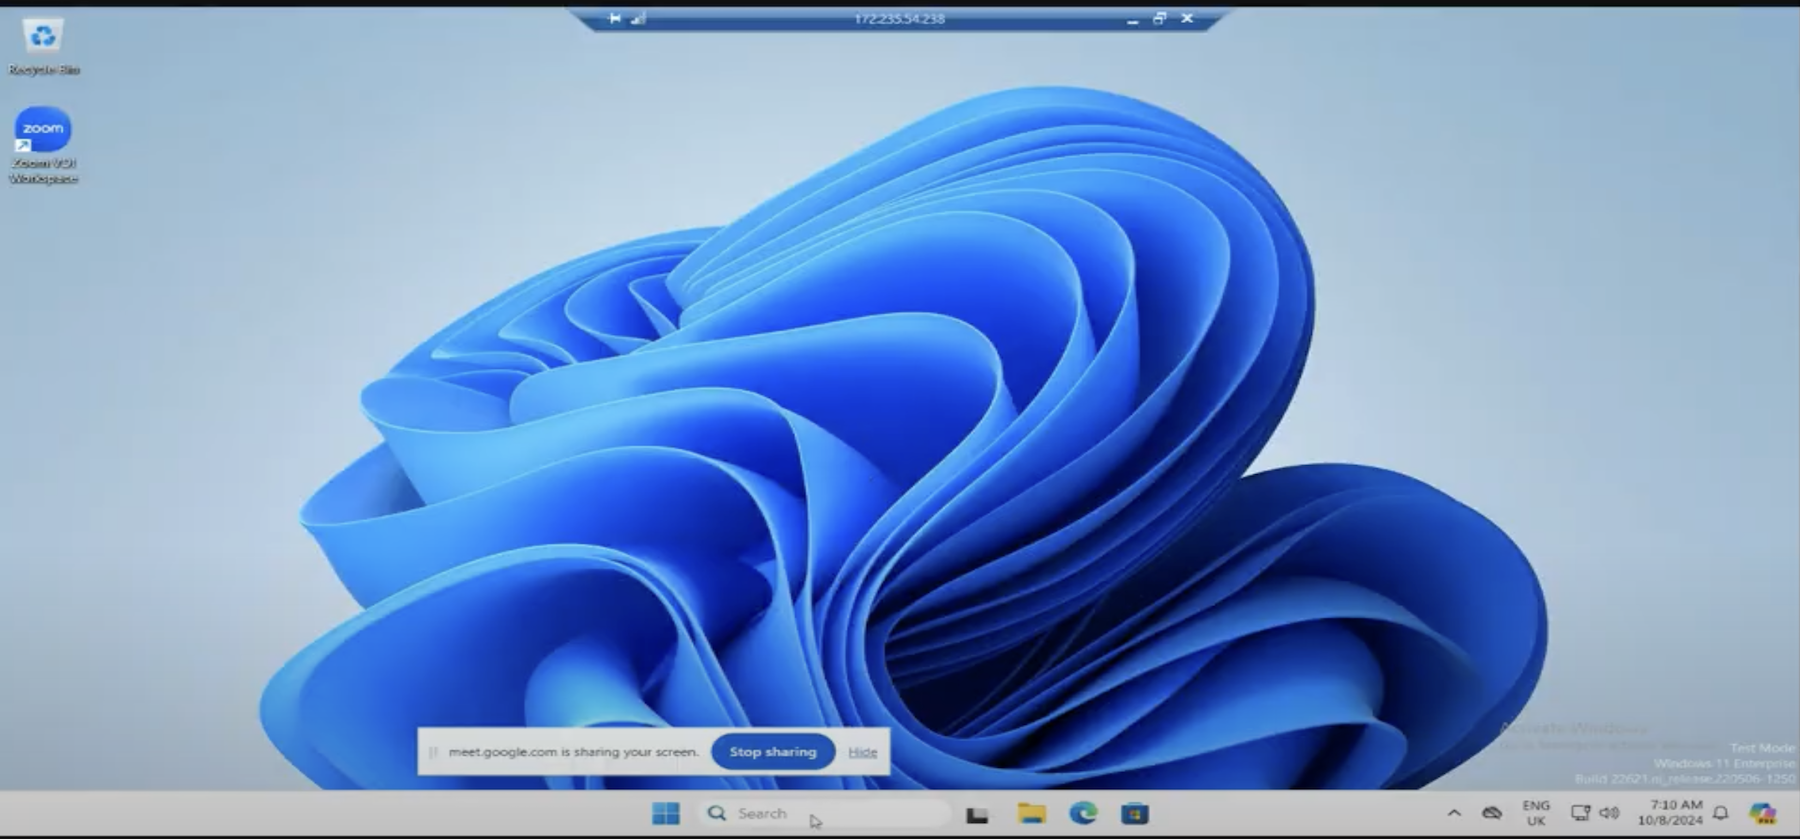 172.235.54.238
Recycle Bin
zoom
Zoom VDI
Workspace
meet.google.com is sharing your screen.
Stop sharing
Hide
Activate Windows
Test Mode
Windows 11 Enterprise
Build 22621.ni_release.220506-1250
Search
ENG
UK
7:10 AM
10/8/2024